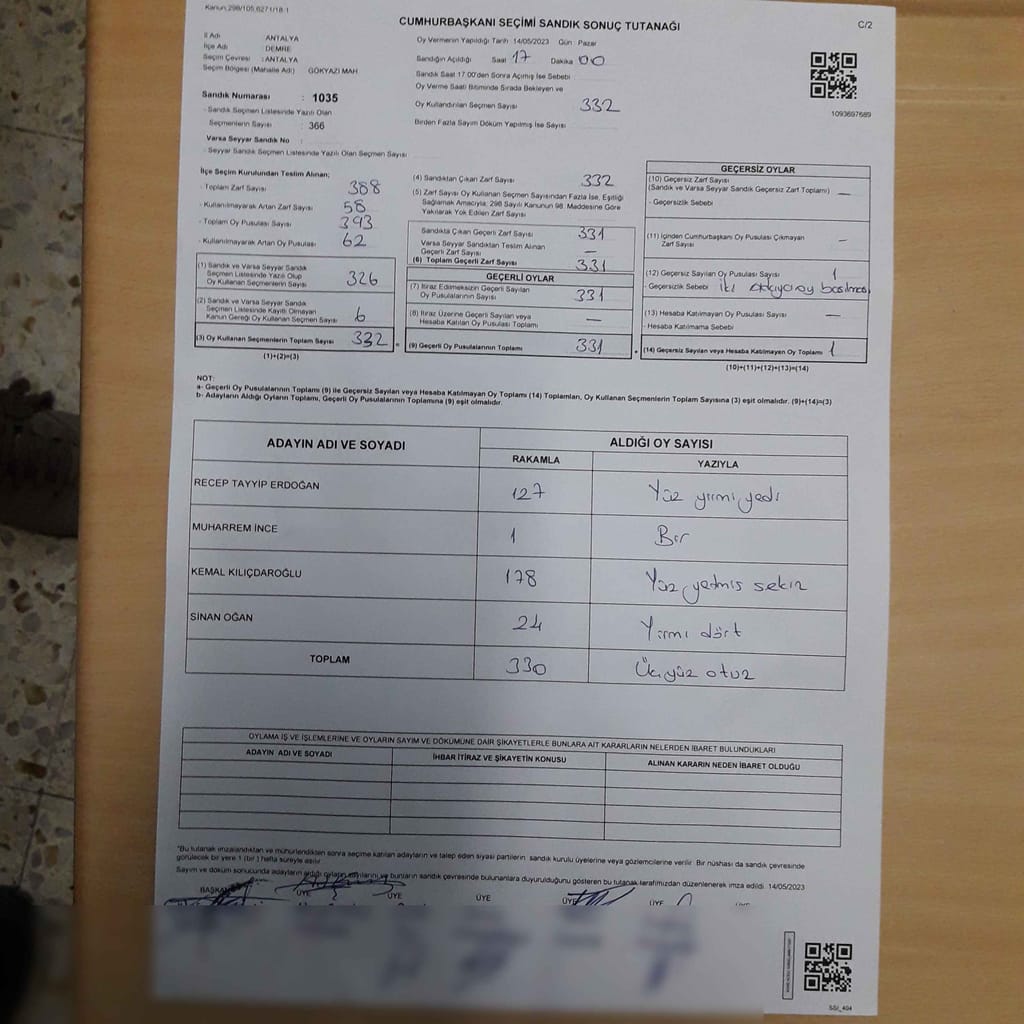 Kanun 298/105,6271/18-1
CUMHURBAŞKANI SEÇİMİ SANDIK SONUÇ TUTANAĞI
C/2
İl Adı : ANTALYA
İlçe Adı : DEMRE
Seçim Çevresi : ANTALYA
Seçim Bölgesi (Mahalle Adı) GÖKYAZI MAH
Oy Vermenin Yapıldığı Tarih :14/05/2023 Gün : Pazar
Sandığın Açıldığı Saat 17 Dakika 00
Sandık Saat 17:00'den Sonra Açılmış İse Sebebi
Oy Verme Saati Bitiminde Sırada Bekleyen ve
Oy Kullandırılan Seçmen Sayısı 332
Birden Fazla Sayım Döküm Yapılmış İse Sayısı
1093697689
Sandık Numarası : 1035
- Sandık Seçmen Listesinde Yazılı Olan
Seçmenlerin Sayısı : 366
Varsa Seyyar Sandık No :
- Seyyar Sandık Seçmen Listesinde Yazılı Olan Seçmen Sayısı
İlçe Seçim Kurulundan Teslim Alınan;
- Toplam Zarf Sayısı 388
- Kullanılmayarak Artan Zarf Sayısı 58
- Toplam Oy Pusulası Sayısı 393
- Kullanılmayarak Artan Oy Pusulası 62
(1) Sandık ve Varsa Seyyar Sandık
Seçmen Listesinde Yazılı Olup
Oy Kullanan Seçmenlerin Sayısı 326
(2) Sandık ve Varsa Seyyar Sandık
Seçmen Listesinde Kayıtlı Olmayan
Kanun Gereği Oy Kullanan Seçmen Sayısı 6
(3) Oy Kullanan Seçmenlerin Toplam Sayısı 332
(1)+(2)=(3)
(4) Sandıktan Çıkan Zarf Sayısı 332
(5) Zarf Sayısı Oy Kullanan Seçmen Sayısından Fazla İse, Eşitliği
Sağlamak Amacıyla, 298 Sayılı Kanunun 98. Maddesine Göre
Yakılarak Yok Edilen Zarf Sayısı
Sandıkta Çıkan Geçerli Zarf Sayısı 331
Varsa Seyyar Sandıktan Teslim Alınan
Geçerli Zarf Sayısı —
(6) Toplam Geçerli Zarf Sayısı 331
GEÇERLİ OYLAR
(7) İtiraz Edilmeksizin Geçerli Sayılan
Oy Pusulalarının Sayısı 331
(8) İtiraz Üzerine Geçerli Sayılan veya
Hesaba Katılan Oy Pusulası Toplamı —
(9) Geçerli Oy Pusulalarının Toplamı 331
GEÇERSİZ OYLAR
(10) Geçersiz Zarf Sayısı
(Sandık ve Varsa Seyyar Sandık Geçersiz Zarf Toplamı) —
- Geçersizlik Sebebi
(11) İçinden Cumhurbaşkanı Oy Pusulası Çıkmayan
Zarf Sayısı —
(12) Geçersiz Sayılan Oy Pusulası Sayısı 1
- Geçersizlik Sebebi iki oy basılması
(13) Hesaba Katılmayan Oy Pusulası Sayısı —
- Hesaba Katılmama Sebebi
(14) Geçersiz Sayılan veya Hesaba Katılmayan Oy Toplamı 1
(10)+(11)+(12)+(13)=(14)
NOT:
a- Geçerli Oy Pusulalarının Toplamı (9) ile Geçersiz Sayılan veya Hesaba Katılmayan Oy Toplamı (14) Toplamları, Oy Kullanan Seçmenlerin Toplam Sayısına (3) eşit olmalıdır. (9)+(14)=(3)
b- Adayların Aldığı Oyların Toplamı, Geçerli Oy Pusulalarının Toplamına (9) eşit olmalıdır.
ADAYIN ADI VE SOYADI ALDIĞI OY SAYISI
RAKAMLA YAZIYLA
RECEP TAYYİP ERDOĞAN 127 Yüz yirmi yedi
MUHARREM İNCE 1 Bir
KEMAL KILIÇDAROĞLU 178 Yüz yetmiş sekiz
SİNAN OĞAN 24 Yirmi dört
TOPLAM 330 Üçyüz otuz
OYLAMA İŞ VE İŞLEMLERİNE VE OYLARIN SAYIM VE DÖKÜMÜNE DAİR ŞİKAYETLERLE BUNLARA AİT KARARLARIN NELERDEN İBARET BULUNDUKLARI
ADAYIN ADI VE SOYADI İHBAR İTİRAZ VE ŞİKAYETİN KONUSU ALINAN KARARIN NEDEN İBARET OLDUĞU
"Bu tutanak imzalandıktan ve mühürlendikten sonra seçime katılan adayların ve talep eden siyasi partilerin sandık kurulu üyelerine veya gözlemcilerine verilir. Bir nüshası da sandık çevresinde
görülecek bir yere 1 (bir) hafta süreyle asılır.
Sayım ve döküm sonucunda adayların aldığı oyların sayılarını ve bunların sandık çevresinde bulunanlara duyurulduğunu gösteren bu tutanak tarafımızdan düzenlenerek imza edildi. 14/05/2023
BAŞKAN ÜYE ÜYE ÜYE ÜYE ÜYE
SSI_404